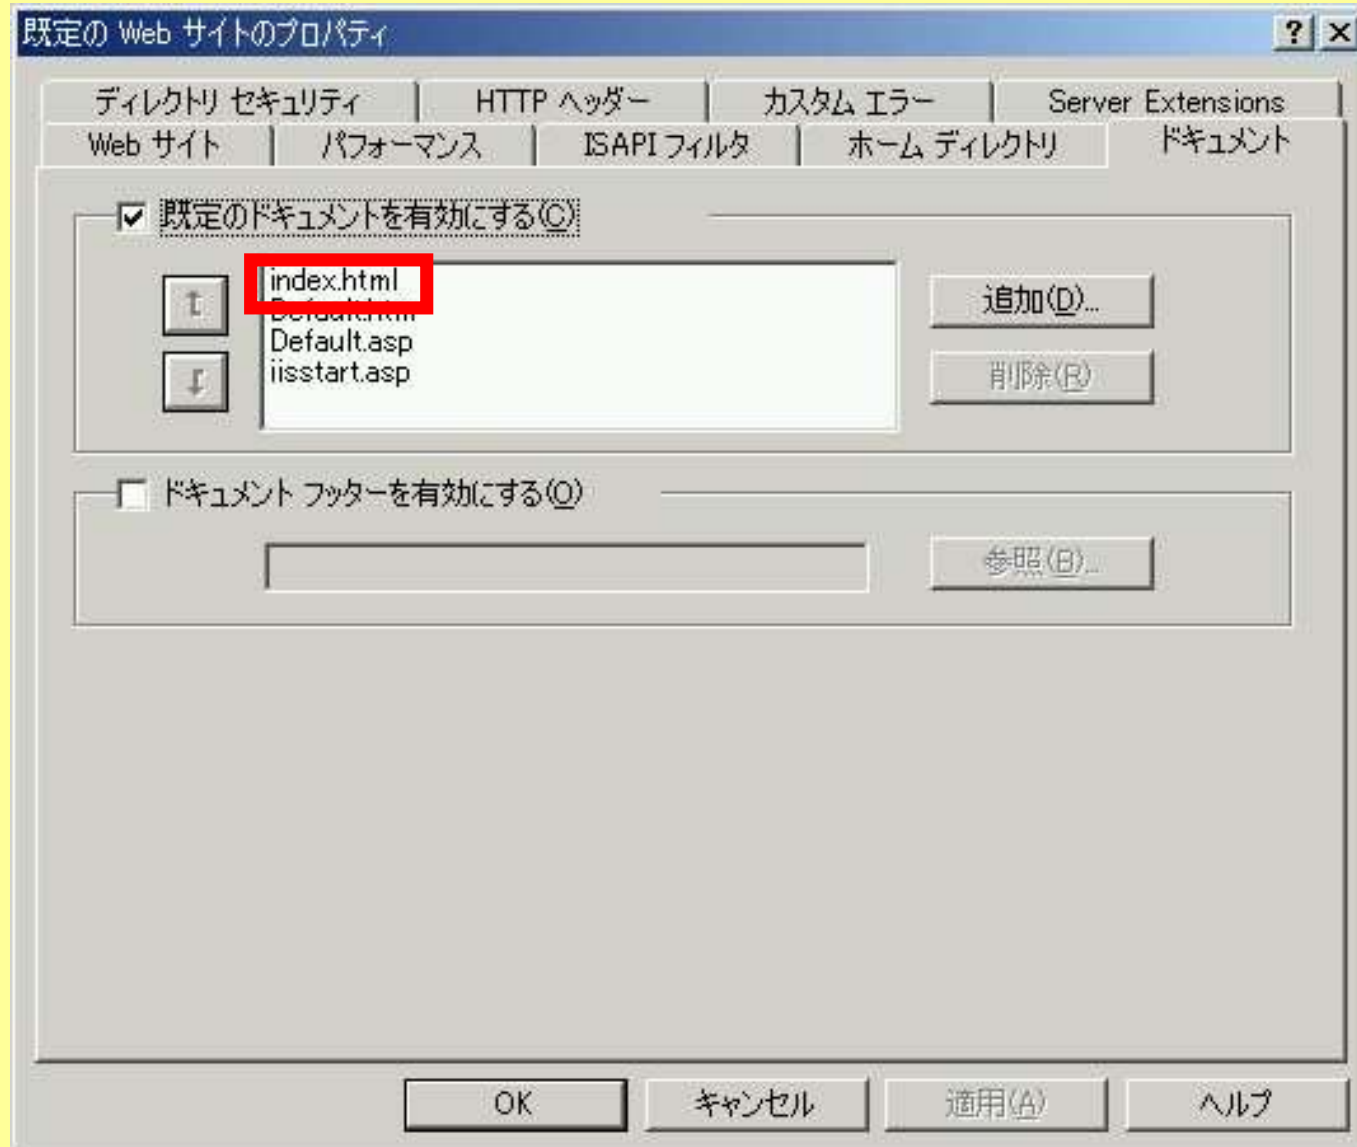 既定の Web サイトのプロパティ
ディレクトリ セキュリティ HTTP ヘッダー カスタム エラー Server Extensions
Web サイト パフォーマンス ISAPI フィルタ ホーム ディレクトリ ドキュメント
既定のドキュメントを有効にする(C)
index.html
Default.htm
Default.asp
iisstart.asp
追加(D)...
削除(R)
ドキュメント フッターを有効にする(O)
参照(B)...
OK キャンセル 適用(A) ヘルプ